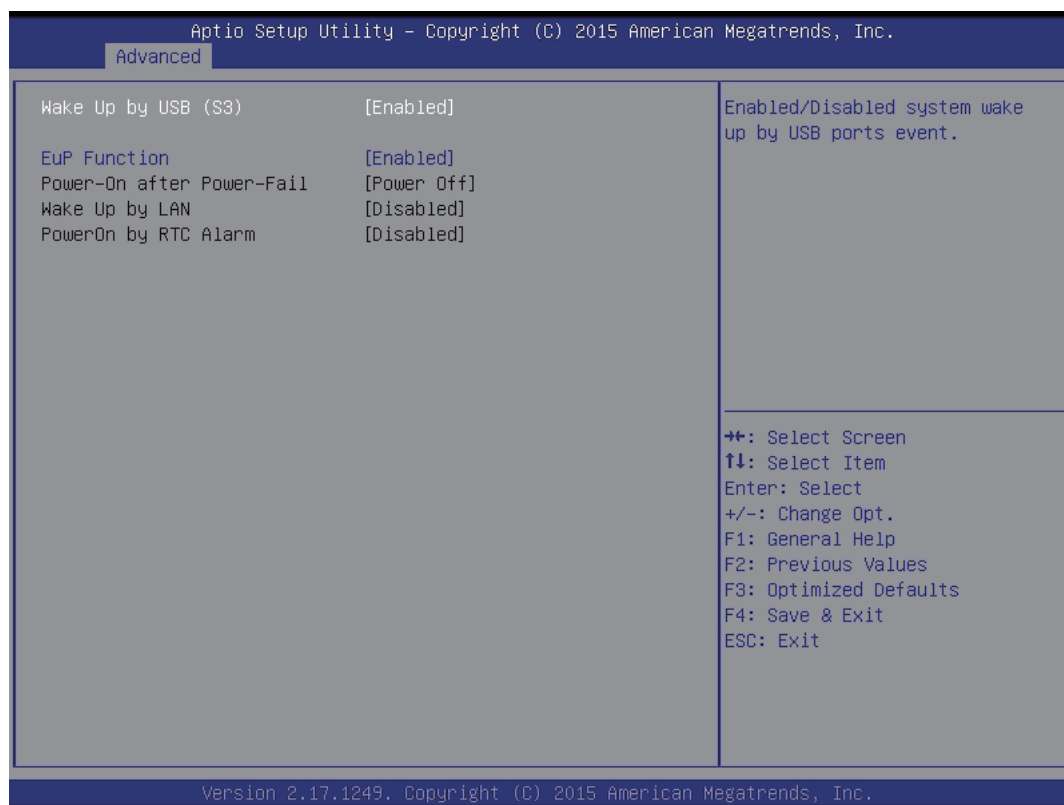 Aptio Setup Utility – Copyright (C) 2015 American Megatrends, Inc.
Advanced
Wake Up by USB (S3) [Enabled]
EuP Function [Enabled]
Power-On after Power-Fail [Power Off]
Wake Up by LAN [Disabled]
PowerOn by RTC Alarm [Disabled]
Enabled/Disabled system wake
up by USB ports event.
→←: Select Screen
↑↓: Select Item
Enter: Select
+/-: Change Opt.
F1: General Help
F2: Previous Values
F3: Optimized Defaults
F4: Save & Exit
ESC: Exit
Version 2.17.1249. Copyright (C) 2015 American Megatrends, Inc.